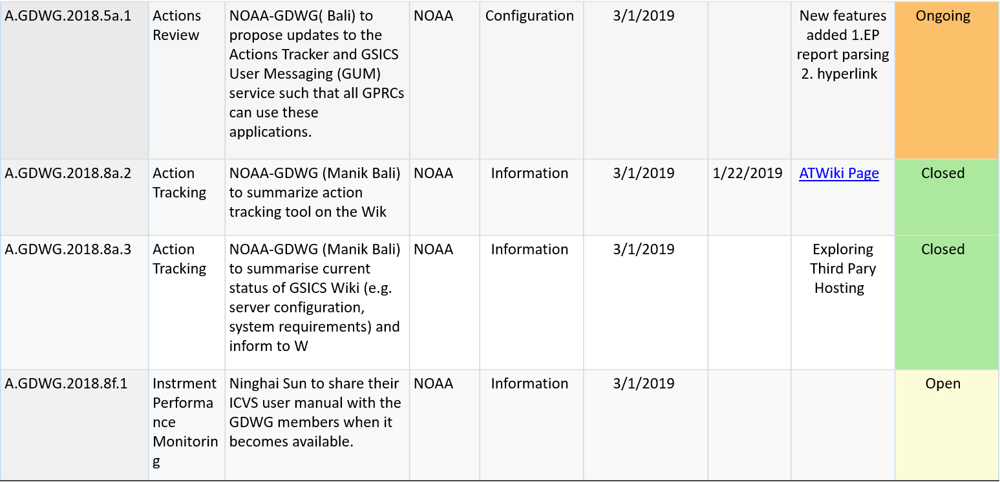 A.GDWG.2018.5a.1
Actions
Review
NOAA-GDWG( Bali) to
propose updates to the
Actions Tracker and GSICS
User Messaging (GUM)
service such that all GPRCs
can use these
applications.
NOAA
Configuration
3/1/2019
New features
added 1.EP
report parsing
2. hyperlink
Ongoing
A.GDWG.2018.8a.2
Action
Tracking
NOAA-GDWG (Manik Bali)
to summarize action
tracking tool on the Wik
NOAA
Information
3/1/2019
1/22/2019
ATWiki Page
Closed
A.GDWG.2018.8a.3
Action
Tracking
NOAA-GDWG (Manik Bali)
to summarise current
status of GSICS Wiki (e.g.
server configuration,
system requirements) and
inform to W
NOAA
Information
3/1/2019
Exploring
Third Pary
Hosting
Closed
A.GDWG.2018.8f.1
Instrment
Performa
nce
Monitorin
g
Ninghai Sun to share their
ICVS user manual with the
GDWG members when it
becomes available.
NOAA
Information
3/1/2019
Open